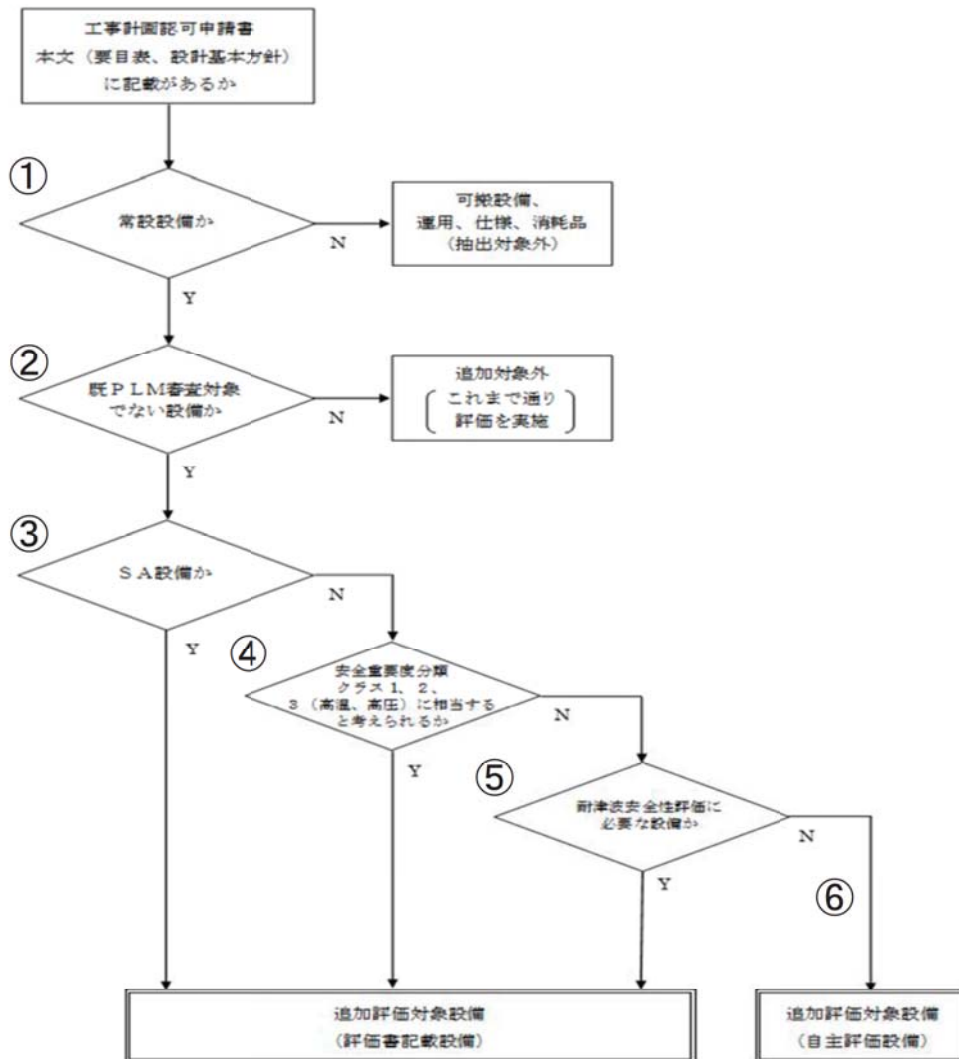 工事計画認可申請書
本文（要目表、設計基本方針）
に記載があるか
①
常設設備か
N
可搬設備、
運用、仕様、消耗品
（抽出対象外）
Y
②
既ＰＬＭ審査対象
でない設備か
N
追加対象外
これまで通り
評価を実施
Y
③
ＳＡ設備か
N
Y
④
安全重要度分類
クラス１、２、
３（高温、高圧）に相当する
と考えられるか
N
Y
⑤
耐津波安全性評価に
必要な設備か
N
Y
⑥
追加評価対象設備
（評価書記載設備）
追加評価対象設備
（自主評価設備）